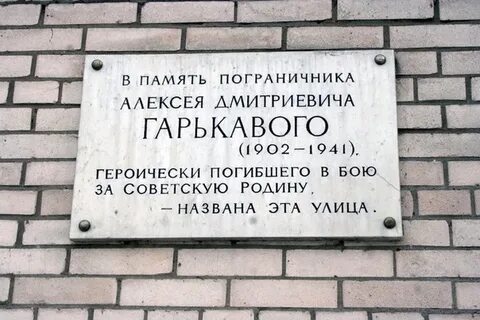 В ПАМЯТЬ ПОГРАНИЧНИКА
АЛЕКСЕЯ ДМИТРИЕВИЧА
ГАРЬКАВОГО
(1902–1941),
ГЕРОИЧЕСКИ ПОГИБШЕГО В БОЮ
ЗА СОВЕТСКУЮ РОДИНУ,
– НАЗВАНА ЭТА УЛИЦА.